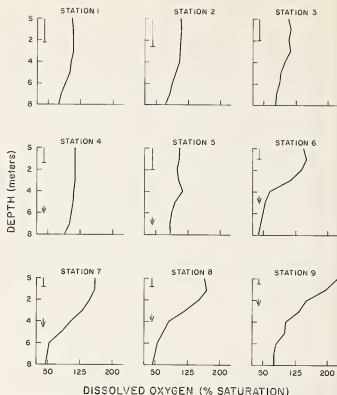 STATION 1
STATION 2
STATION 3
S
2
4
6
8
STATION 4
STATION 5
STATION 6
S
2
4
6
8
DEPTH (meters)
STATION 7
STATION 8
STATION 9
S
2
4
6
8
50 125 200
50 125 200
50 125 200
DISSOLVED OXYGEN (% SATURATION)